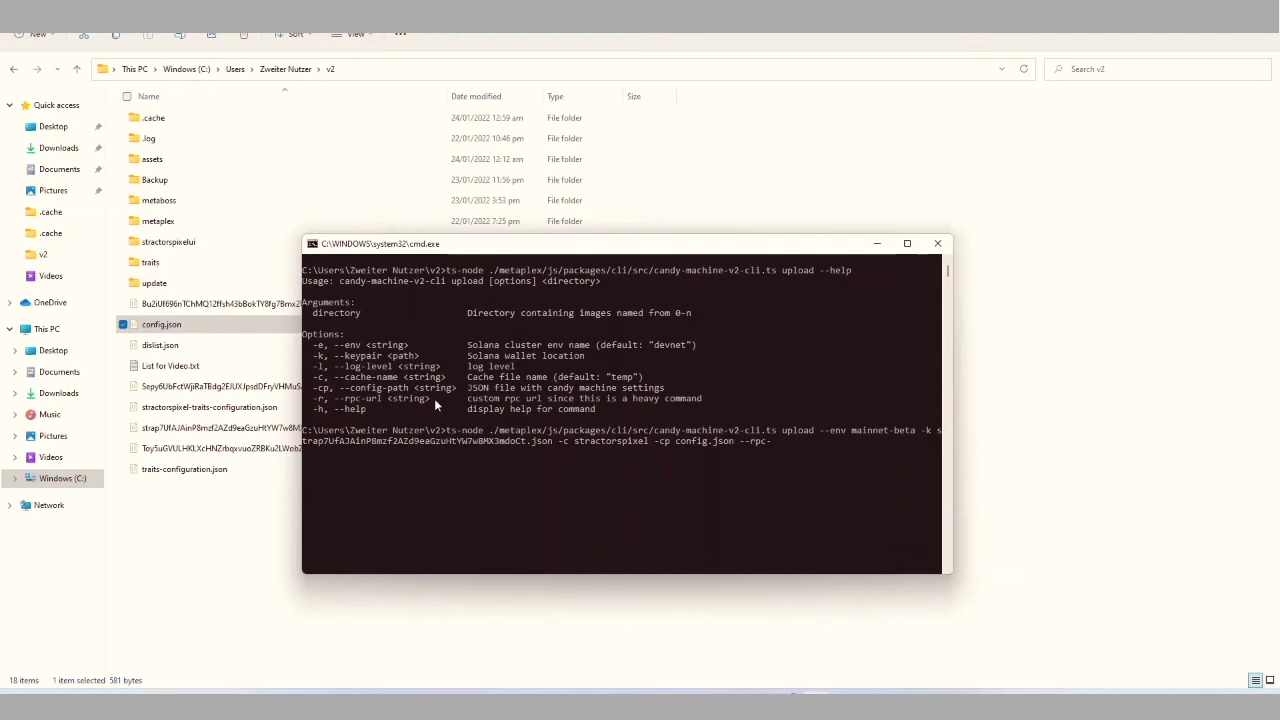 New
Sort
View
This PC
Windows (C:)
Users
Zweiter Nutzer
v2
Search v2
Quick access
Desktop
Downloads
Documents
Pictures
.cache
.cache
v2
Videos
OneDrive
This PC
Desktop
Documents
Downloads
Music
Pictures
Videos
Windows (C:)
Network
Name
Date modified
Type
Size
.cache 24/01/2022 12:59 am File folder
.log 22/01/2022 10:46 pm File folder
assets 24/01/2022 12:12 am File folder
Backup 23/01/2022 11:56 pm File folder
metaboss 22/01/2022 3:53 pm File folder
metaplex 22/01/2022 7:25 pm File folder
stractorspixelui
traits
update
config.json
dislist.json
List for Video.txt
stractorspixel-traits-configuration.json
traits-configuration.json
C:\WINDOWS\system32\cmd.exe
C:\Users\Zweiter Nutzer\v2>ts-node ./metaplex/js/packages/cli/src/candy-machine-v2-cli.ts upload --help
Usage: candy-machine-v2-cli upload [options] <directory>
Arguments:
directory Directory containing images named from 0-n
Options:
-e, --env <string> Solana cluster env name (default: "devnet")
-k, --keypair <path> Solana wallet location
-l, --log-level <string> log level
-c, --cache-name <string> Cache file name (default: "temp")
-cp, --config-path <string> JSON file with candy machine settings
-r, --rpc-url <string> custom rpc url since this is a heavy command
-h, --help display help for command
C:\Users\Zweiter Nutzer\v2>ts-node ./metaplex/js/packages/cli/src/candy-machine-v2-cli.ts upload --env mainnet-beta -k s
trap7UfAJAinP8mzf2AZd9eaGzuHtYW7w8MX3mdoCt.json -c stractorspixel -cp config.json --rpc-
18 items
1 item selected 581 bytes